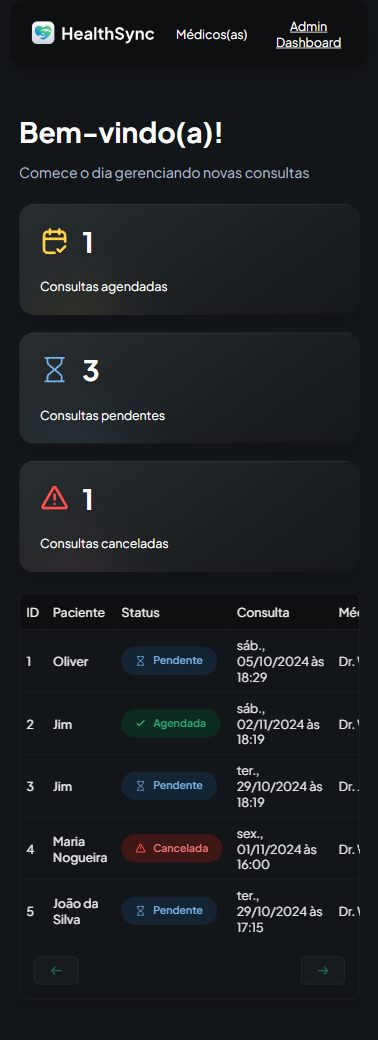 HealthSync
Médicos(as)
Admin
Dashboard
Bem-vindo(a)!
Comece o dia gerenciando novas consultas
1
Consultas agendadas
3
Consultas pendentes
1
Consultas canceladas
ID Paciente Status Consulta
1 Oliver Pendente sáb.,
05/10/2024 às
18:29
Dr.
2 Jim Agendada sáb.,
02/11/2024 às
18:19
Dr.
3 Jim Pendente ter.,
29/10/2024 às
18:19
Dr.
4 Maria
Nogueira
Cancelada sex.,
01/11/2024 às
16:00
Dr.
5 João da
Silva
Pendente ter.,
29/10/2024 às
17:15
Dr.